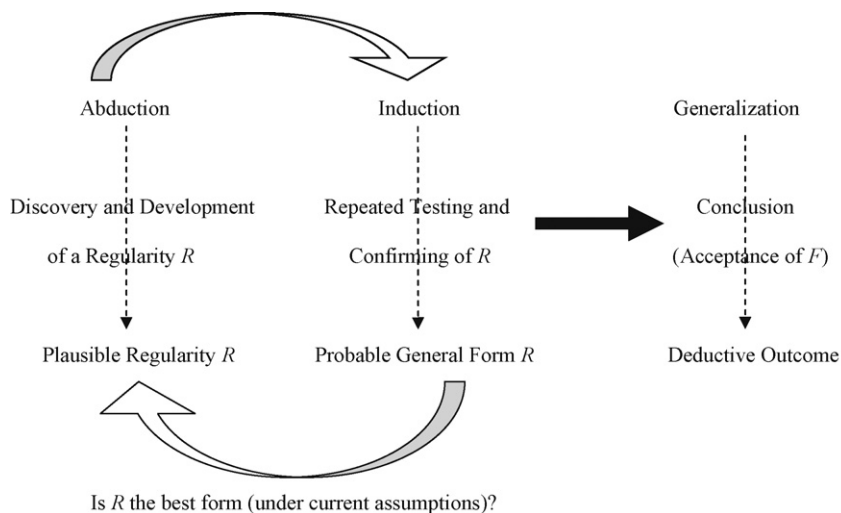 Abduction
Induction
Generalization
Discovery and Development
of a Regularity R
Repeated Testing and
Confirming of R
Conclusion
(Acceptance of F)
Plausible Regularity R
Probable General Form R
Deductive Outcome
Is R the best form (under current assumptions)?